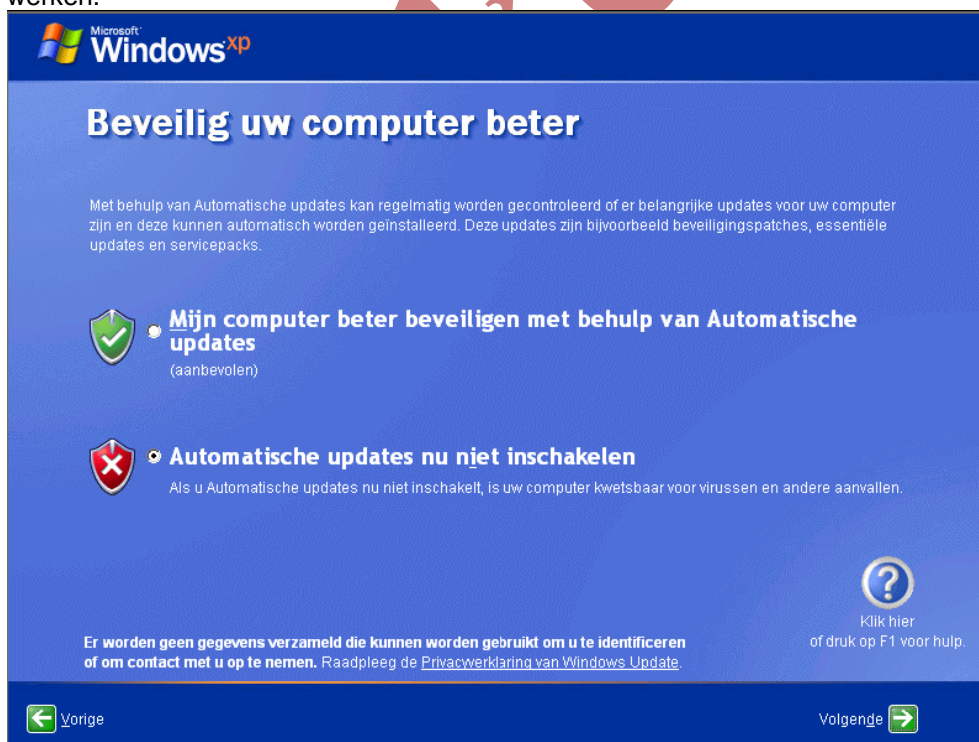 werken.
Microsoft
Windows xp
Beveilig uw computer beter
Met behulp van Automatische updates kan regelmatig worden gecontroleerd of er belangrijke updates voor uw computer
zijn en deze kunnen automatisch worden geïnstalleerd. Deze updates zijn bijvoorbeeld beveiligingspatches, essentiële
updates en servicepacks.
Mijn computer beter beveiligen met behulp van Automatische
updates
(aanbevolen)
Automatische updates nu niet inschakelen
Als u Automatische updates nu niet inschakelt, is uw computer kwetsbaar voor virussen en andere aanvallen.
Klik hier
of druk op F1 voor hulp.
Er worden geen gegevens verzameld die kunnen worden gebruikt om u te identificeren
of om contact met u op te nemen. Raadpleeg de Privacyverklaring van Windows Update.
Vorige
Volgende